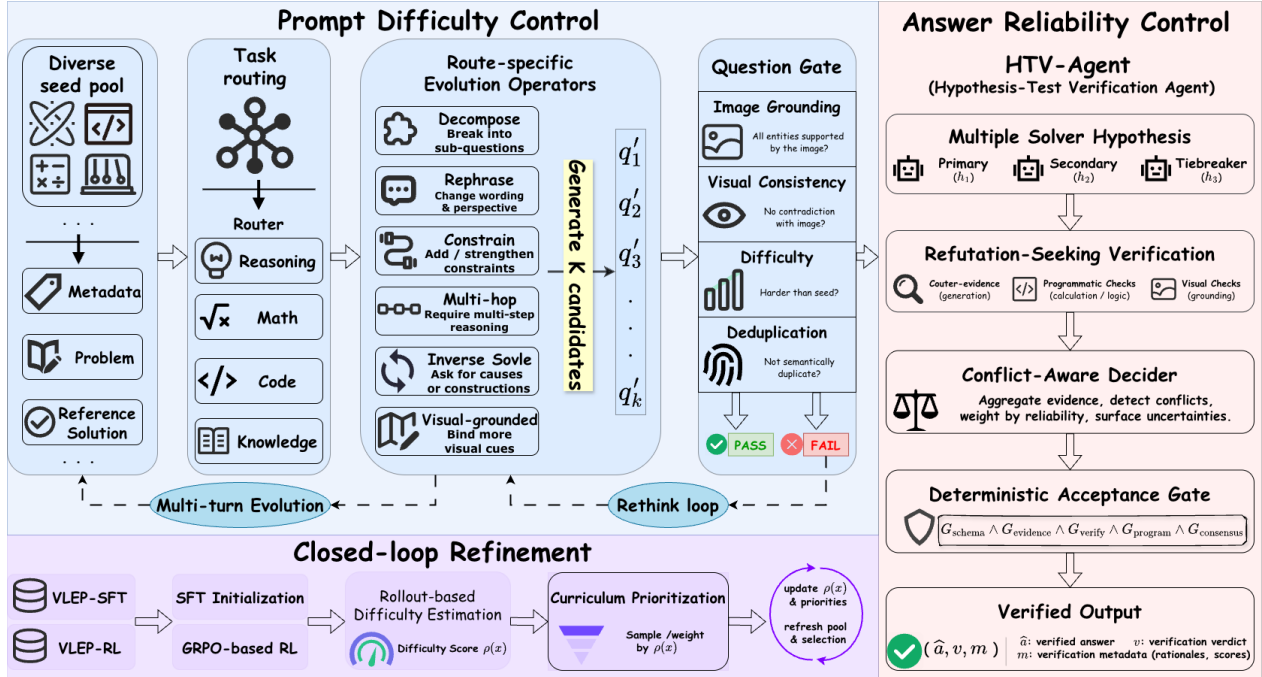 Prompt Difficulty Control
Diverse
seed pool
. . .
Metadata
Problem
Reference
Solution
. . .
Task
routing
Router
Reasoning
Math
Code
Knowledge
Route-specific
Evolution Operators
Decompose
Break into
sub-questions
Rephrase
Change wording
& perspective
Constrain
Add / strengthen
constraints
Multi-hop
Require multi-step
reasoning
Inverse Sovle
Ask for causes
or constructions
Visual-grounded
Bind more
visual cues
Generate K candidates
q′₁
q′₂
q′₃
.
.
.
q′ₖ
Question Gate
Image Grounding
All entities supported
by the image?
Visual Consistency
No contradiction
with image?
Difficulty
Harder than seed?
Deduplication
Not semantically
duplicate?
PASS
FAIL
Multi-turn Evolution
Rethink loop
Closed-loop Refinement
VLEP-SFT
VLEP-RL
SFT Initialization
GRPO-based RL
Rollout-based
Difficulty Estimation
Difficulty Score ρ(x)
Curriculum Prioritization
Sample /weight
by ρ(x)
update ρ(x)
& priorities
refresh pool
& selection
Answer Reliability Control
HTV-Agent
(Hypothesis-Test Verification Agent)
Multiple Solver Hypothesis
Primary
(h₁)
Secondary
(h₂)
Tiebreaker
(h₃)
Refutation-Seeking Verification
Couter-evidence
(generation)
Programmatic Checks
(calculation / logic)
Visual Checks
(grounding)
Conflict-Aware Decider
Aggregate evidence, detect conflicts,
weight by reliability, surface uncertainties.
Deterministic Acceptance Gate
G_schema ∧ G_evidence ∧ G_verify ∧ G_program ∧ G_consensus
Verified Output
(â, v, m)
â: verified answer v: verification verdict
m: verification metadata (rationales, scores)